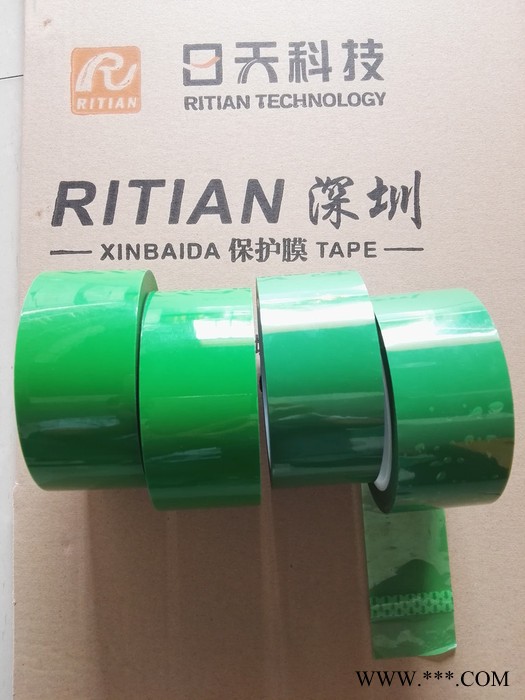 RITIAN
日天科技
RITIAN TECHNOLOGY
RITIAN 深圳
XINBAIDA 保护膜 TAPE
WWW.***.COM